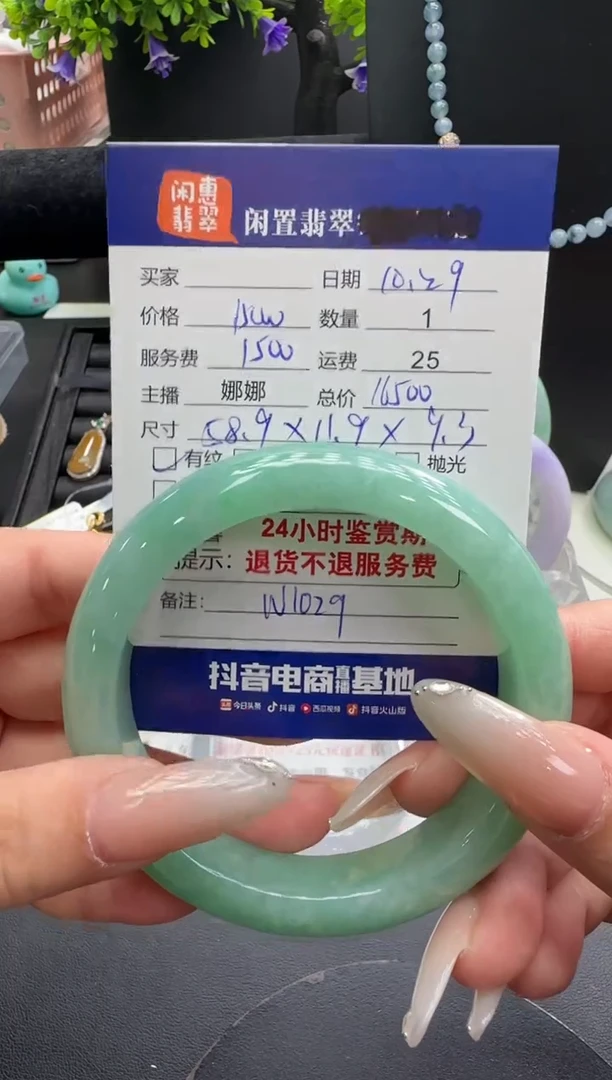 闲惠翡翠
闲置翡翠
买家 日期 10.29
价格 15000 数量 1
服务费 1500 运费 25
主播 娜娜 总价 16500
尺寸 58.9×11.9×9.3
有纹 抛光
24小时鉴赏期
提示：退货不退服务费
备注： W1029
抖音电商直播基地
今日头条 抖音 西瓜视频 抖音火山版